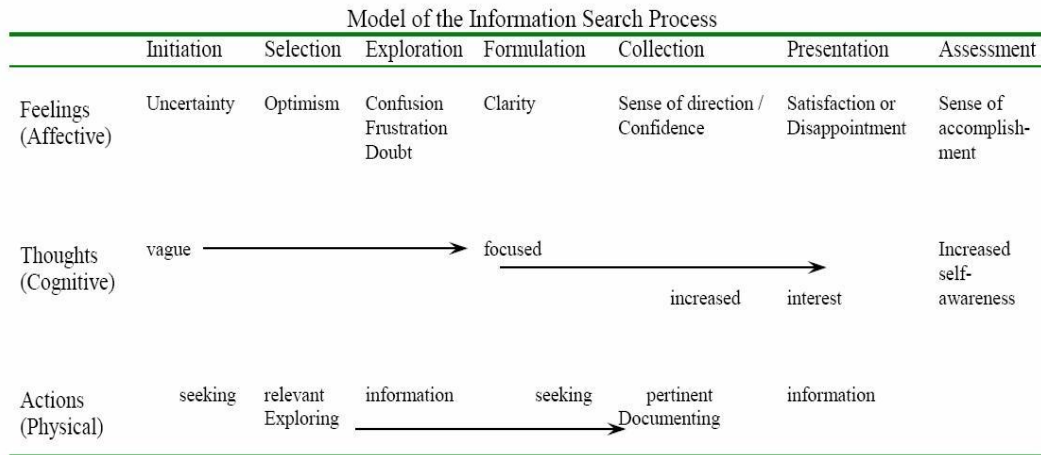 Model of the Information Search Process
Initiation Selection Exploration Formulation Collection Presentation Assessment
Feelings (Affective) Uncertainty Optimism Confusion Frustration Doubt Clarity Sense of direction / Confidence Satisfaction or Disappointment Sense of accomplish-ment
Thoughts (Cognitive) vague focused increased interest Increased self-awareness
Actions (Physical) seeking relevant information seeking pertinent information
Exploring Documenting